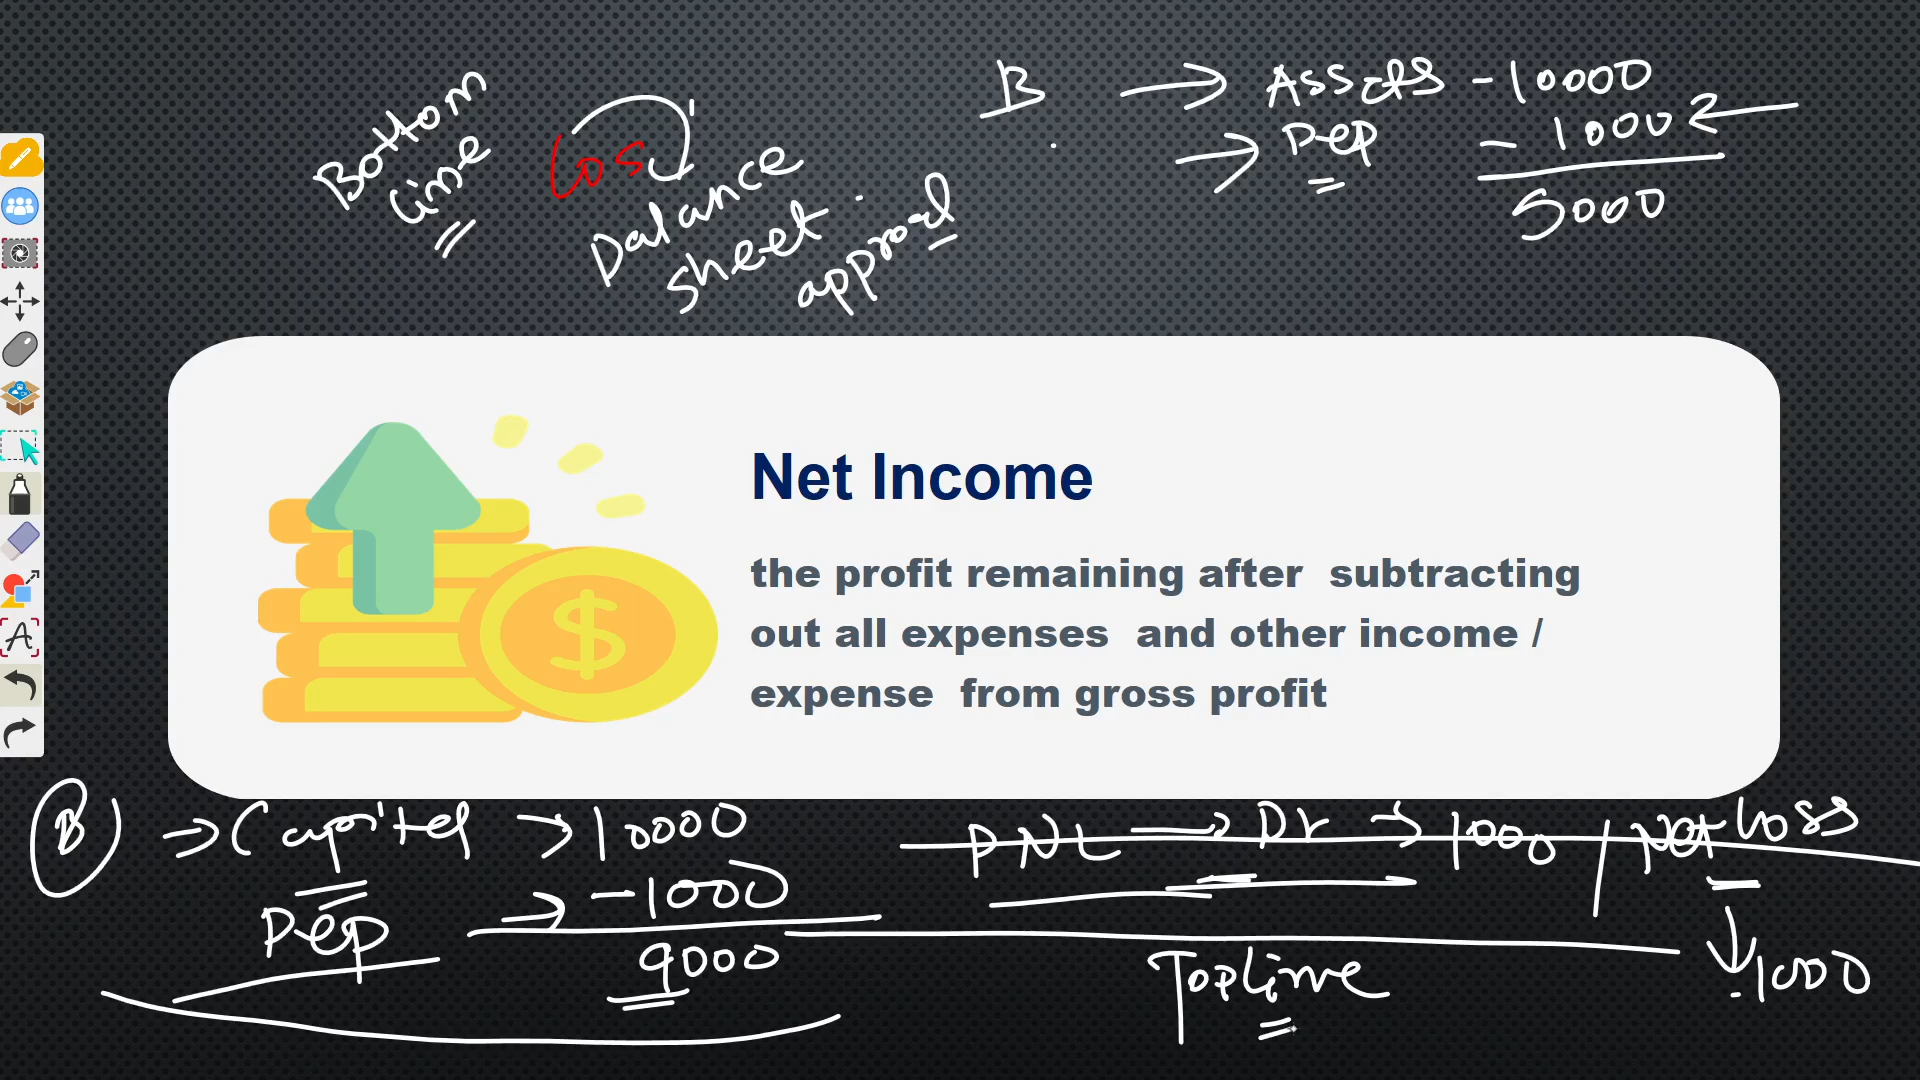 Bottom
line
Cos
Balance
sheet
approad
B → Assets - 10000
→ Dep - 1000
5000
Net Income
the profit remaining after subtracting
out all expenses and other income /
expense from gross profit
B → Capital → 10000
Dep → - 1000
9000
PNL → Dr → 1000 / Net Loss
1000
Topline